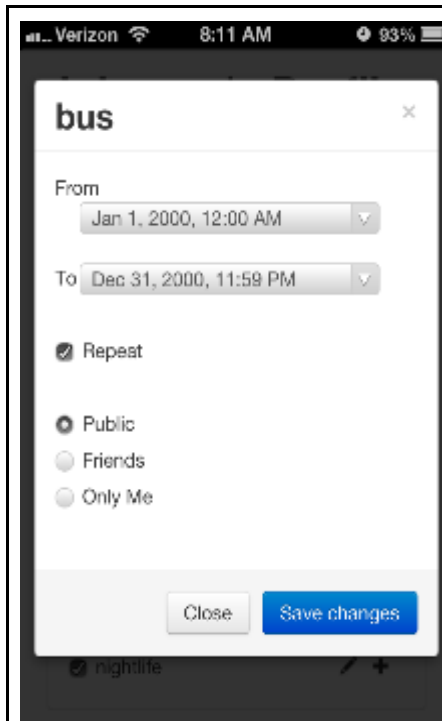 Verizon 8:11 AM 93%
bus ×
From
Jan 1, 2000, 12:00 AM
To Dec 31, 2000, 11:59 PM
Repeat
Public
Friends
Only Me
Close Save changes
nightlife